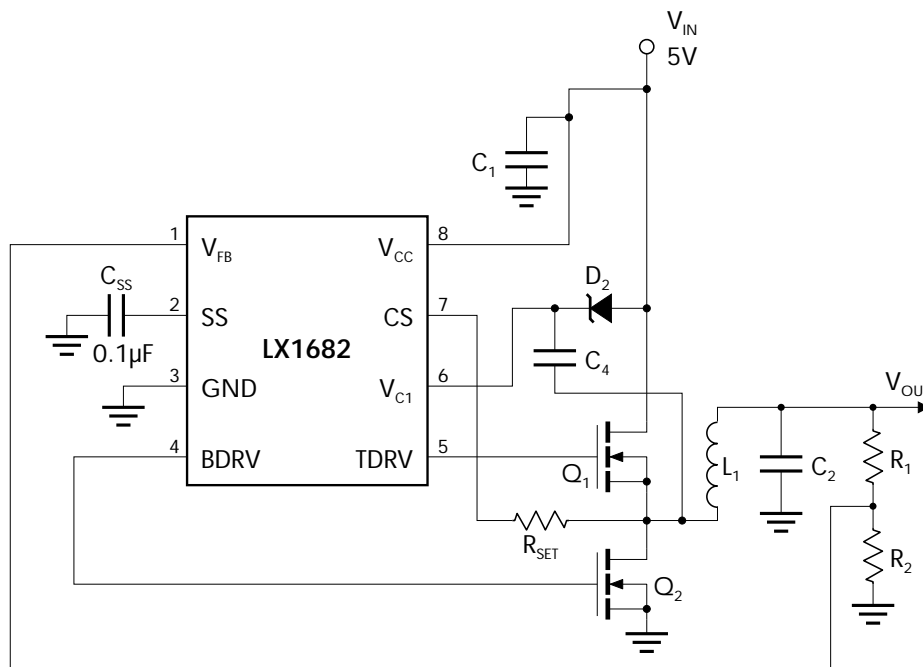 V_IN
5V
C_1
1
V_FB
V_CC
8
C_SS
D_2
2
SS
CS
7
0.1µF
LX1682
C_4
3
GND
V_C1
6
V_OU
4
BDRV
TDRV
5
Q_1
L_1
C_2
R_1
R_SET
Q_2
R_2